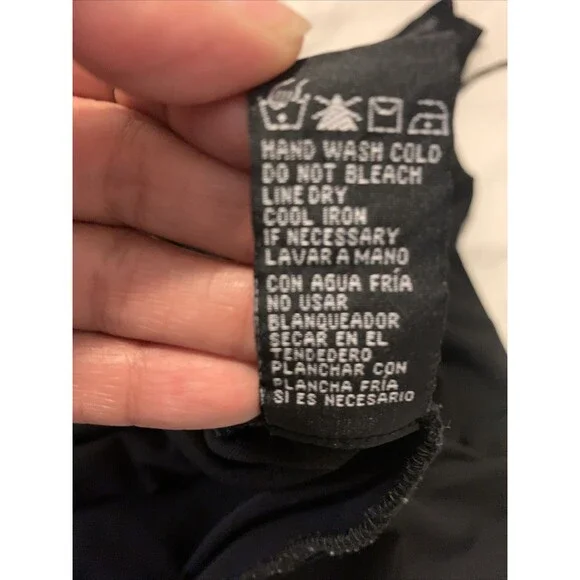 HAND WASH COLD
DO NOT BLEACH
LINE DRY
COOL IRON
IF NECESSARY
LAVAR A MANO
CON AGUA FRÍA
NO USAR
BLANQUEADOR
SECAR EN EL
TENDEDERO
PLANCHAR CON
PLANCHA FRÍA
SI ES NECESARIO